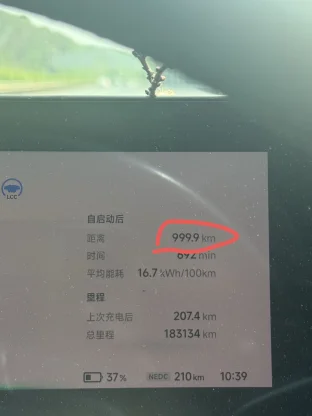 LCC
自启动后
距离 999.9 km
时间 692 min
平均能耗 16.7 kWh/100km
里程
上次充电后 207.4 km
总里程 183134 km
37% NEDC 210 km 10:39